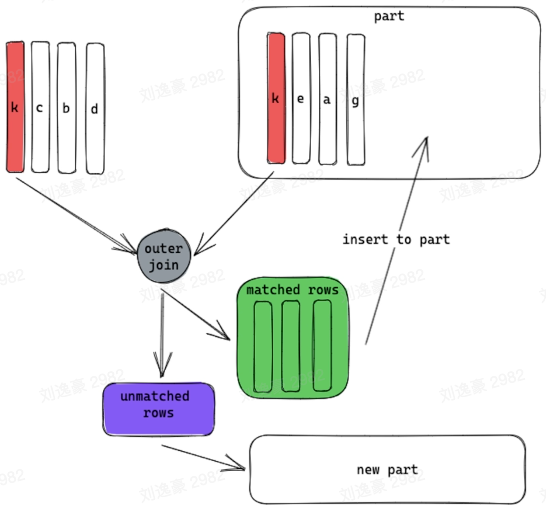 part
k
c
b
d
k
e
a
g
outer
join
insert to part
matched rows
unmatched
rows
new part
刘逸豪 2982
刘逸豪 2982
刘逸豪 2982
刘逸豪 2982
刘逸豪 2982
刘逸豪 2982
刘逸豪 2982